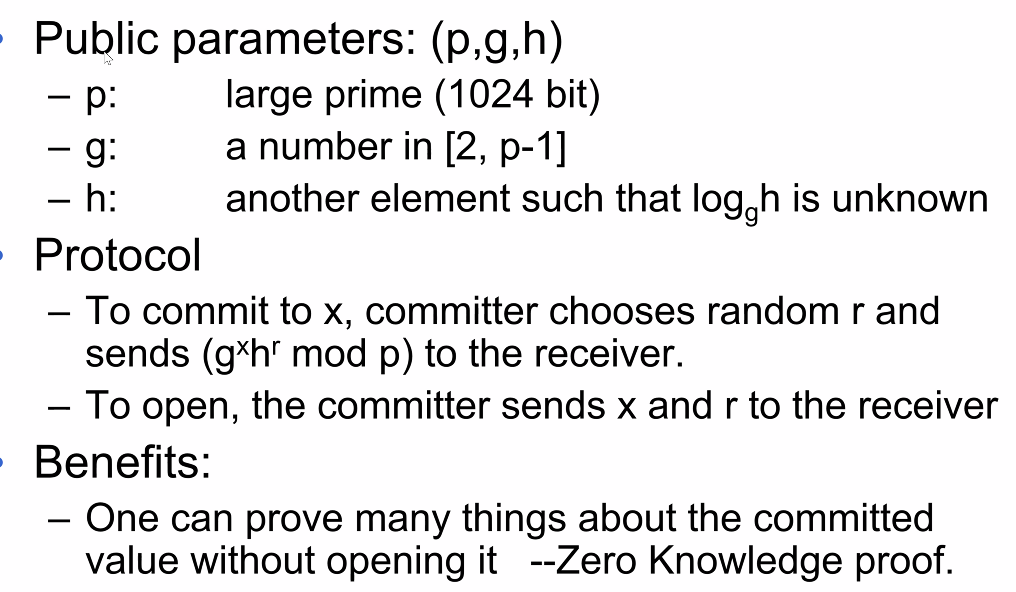 • Public parameters: (p,g,h)
– p: large prime (1024 bit)
– g: a number in [2, p-1]
– h: another element such that log_g h is unknown
• Protocol
– To commit to x, committer chooses random r and
sends (g^x h^r mod p) to the receiver.
– To open, the committer sends x and r to the receiver
• Benefits:
– One can prove many things about the committed
value without opening it --Zero Knowledge proof.